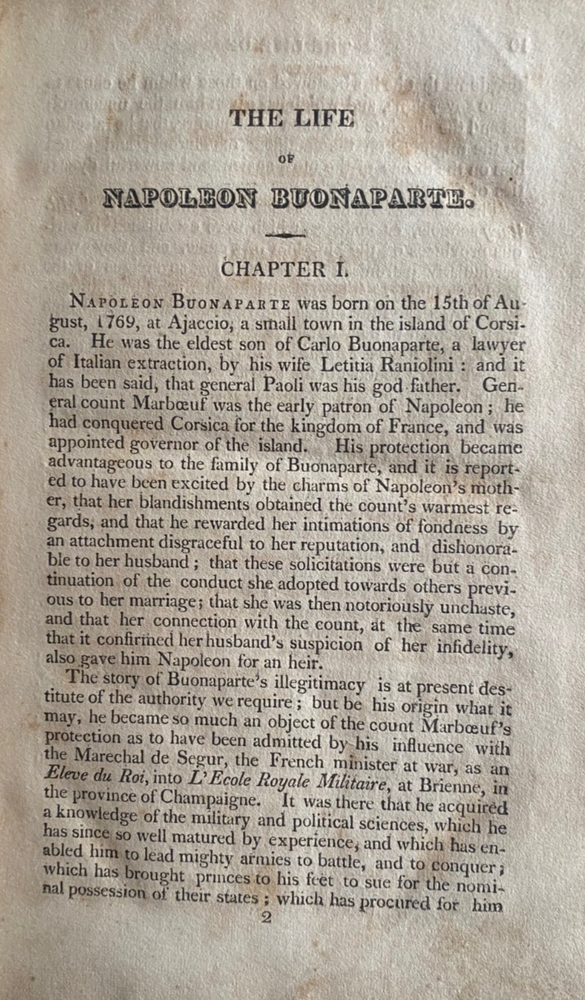 THE LIFE
OF
NAPOLEON BUONAPARTE.
CHAPTER I.
NAPOLEON BUONAPARTE was born on the 15th of Au-
gust, 1769, at Ajaccio, a small town in the island of Corsi-
ca. He was the eldest son of Carlo Buonaparte, a lawyer
of Italian extraction, by his wife Letitia Raniolini : and it
has been said, that general Paoli was his god father. Gen-
eral count Marbœuf was the early patron of Napoleon ; he
had conquered Corsica for the kingdom of France, and was
appointed governor of the island. His protection became
advantageous to the family of Buonaparte, and it is report-
ed to have been excited by the charms of Napoleon's moth-
er, that her blandishments obtained the count's warmest re-
gards, and that he rewarded her intimations of fondness by
an attachment disgraceful to her reputation, and dishonora-
ble to her husband ; that these solicitations were but a con-
tinuation of the conduct she adopted towards others previ-
ous to her marriage; that she was then notoriously unchaste,
and that her connection with the count, at the same time
that it confirmed her husband's suspicion of her infidelity,
also gave him Napoleon for an heir.
The story of Buonaparte's illegitimacy is at present des-
titute of the authority we require ; but be his origin what it
may, he became so much an object of the count Marbœuf's
protection as to have been admitted by his influence with
the Marechal de Segur, the French minister at war, as an
Eleve du Roi, into L'Ecole Royale Militaire, at Brienne, in
the province of Champaigne. It was there that he acquired
a knowledge of the military and political sciences, which he
has since so well matured by experience, and which has en-
abled him to lead mighty armies to battle, and to conquer;
which has brought princes to his feet to sue for the nomi-
nal possession of their states ; which has procured for him
2